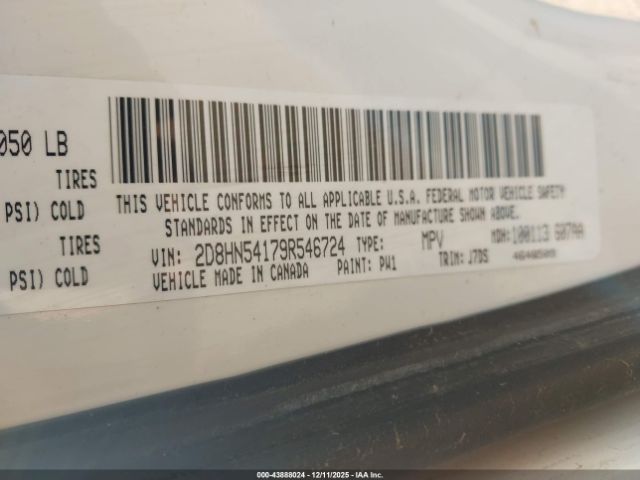 050 LB
TIRES
PSI) COLD
TIRES
PSI) COLD
THIS VEHICLE CONFORMS TO ALL APPLICABLE U.S.A. FEDERAL MOTOR VEHICLE SAFETY
STANDARDS IN EFFECT ON THE DATE OF MANUFACTURE SHOWN ABOVE.
VIN: 2D8HN54179R546724 TYPE: MPV MDH: 100113
VEHICLE MADE IN CANADA PAINT: PW1 TRIM: J7DS
000-43888024 • 12/11/2025 • IAA Inc.